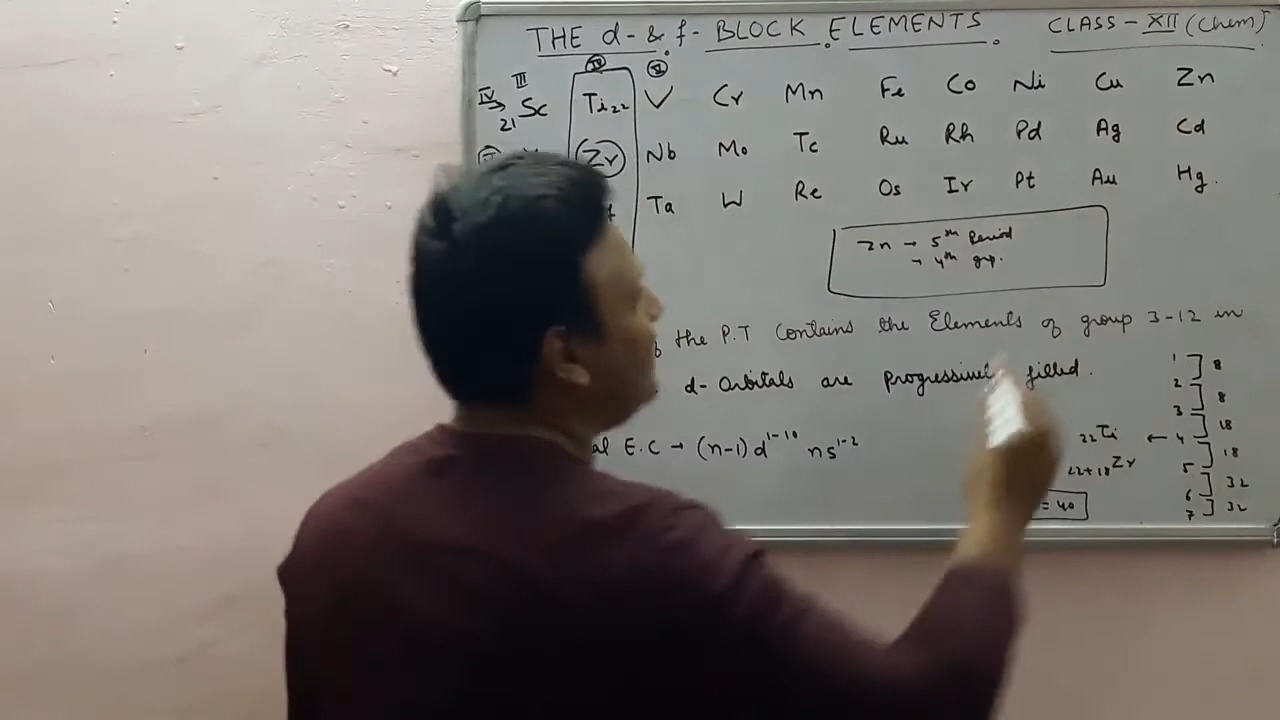 THE d- & f- BLOCK ELEMENTS. CLASS-XII (Chem)
III IV V
IV → 21Sc Ti22 V Cr Mn Fe Co Ni Cu Zn
Zr Nb Mo Tc Ru Rh Pd Ag Cd
Ta W Re Os Ir Pt Au Hg.
Zn → 5th Period
→ 4th grp.
the P.T Contains the Elements of group 3-12 in
d- orbitals are progressively filled.
E.C → (n-1)d1-10 ns1-2
22Ti
22+18Zr
= 40
1
2
3
← 4
5
6
7
] 8
] 8
] 18
] 18
] 32
] 32